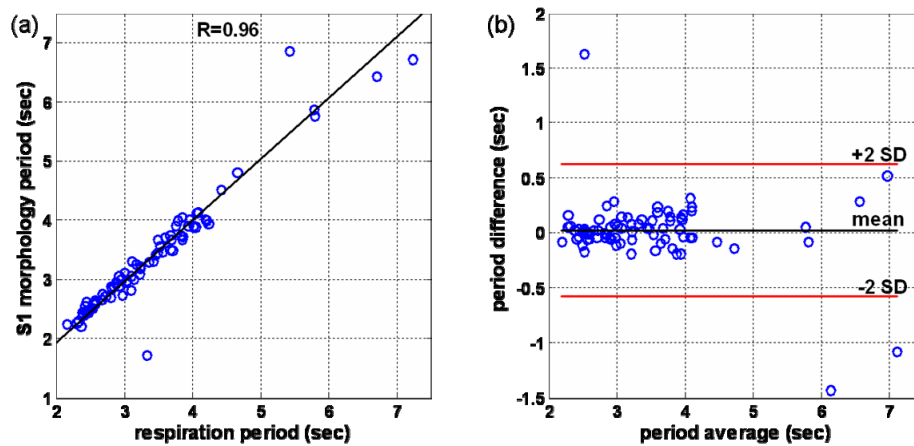 (a)
R=0.96
7
6
5
4
3
2
1
S1 morphology period (sec)
2 3 4 5 6 7
respiration period (sec)
(b)
2
1.5
1
0.5
0
-0.5
-1
-1.5
period difference (sec)
+2 SD
mean
-2 SD
2 3 4 5 6 7
period average (sec)